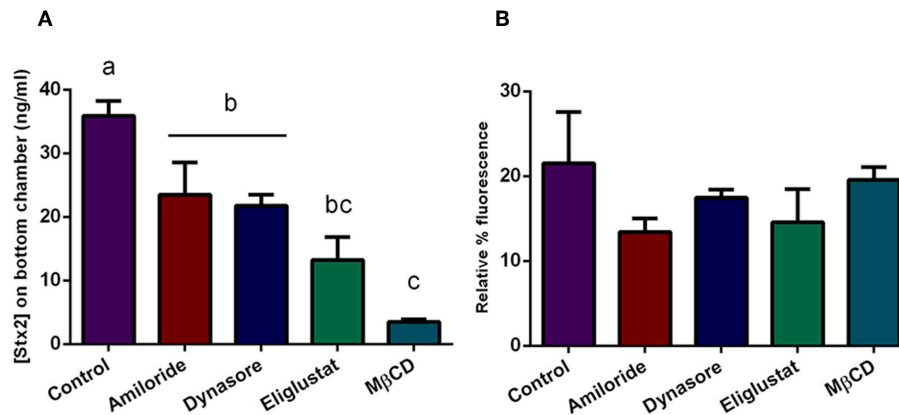 A
[Stx2] on bottom chamber (ng/ml)
40
30
20
10
0
a
b
bc
c
Control
Amiloride
Dynasore
Eliglustat
MβCD
B
Relative % fluorescence
30
20
10
0
Control
Amiloride
Dynasore
Eliglustat
MβCD